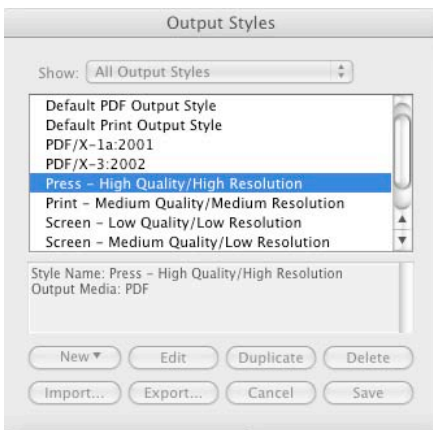 Output Styles
Show: All Output Styles
Default PDF Output Style
Default Print Output Style
PDF/X-1a:2001
PDF/X-3:2002
Press – High Quality/High Resolution
Print – Medium Quality/Medium Resolution
Screen – Low Quality/Low Resolution
Screen – Medium Quality/Low Resolution
Style Name: Press – High Quality/High Resolution
Output Media: PDF
New Edit Duplicate Delete
Import... Export... Cancel Save